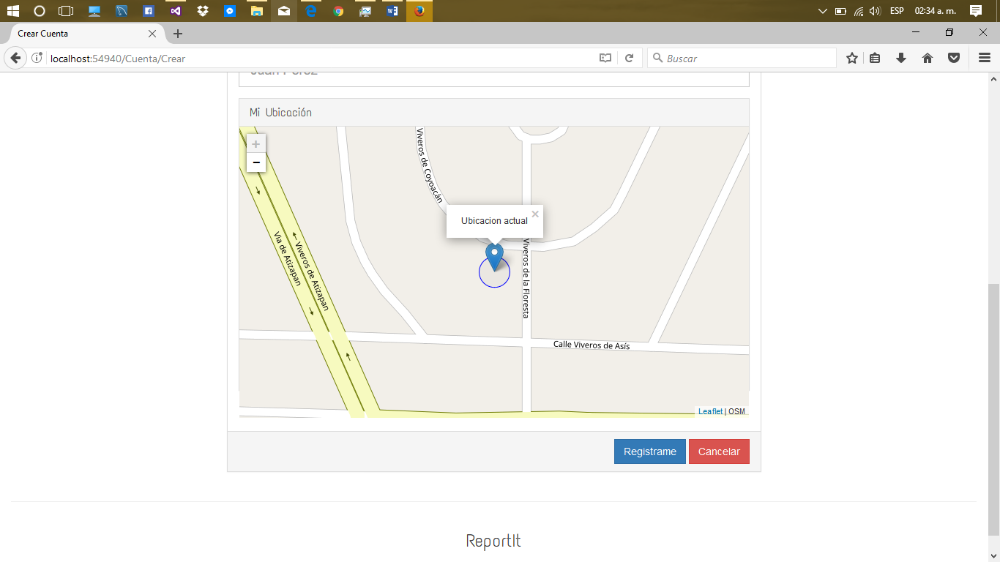 ESP
02:34 a. m.
Crear Cuenta
localhost:54940/Cuenta/Crear
Buscar
Juan Pérez
Mi Ubicación
+
−
Viveros de Coyoacán
Ubicacion actual ×
Via de Atizapan
Viveros de Atizapan
Viveros de la Floresta
Calle Viveros de Asís
Leaflet | OSM
Registrame Cancelar
ReportIt